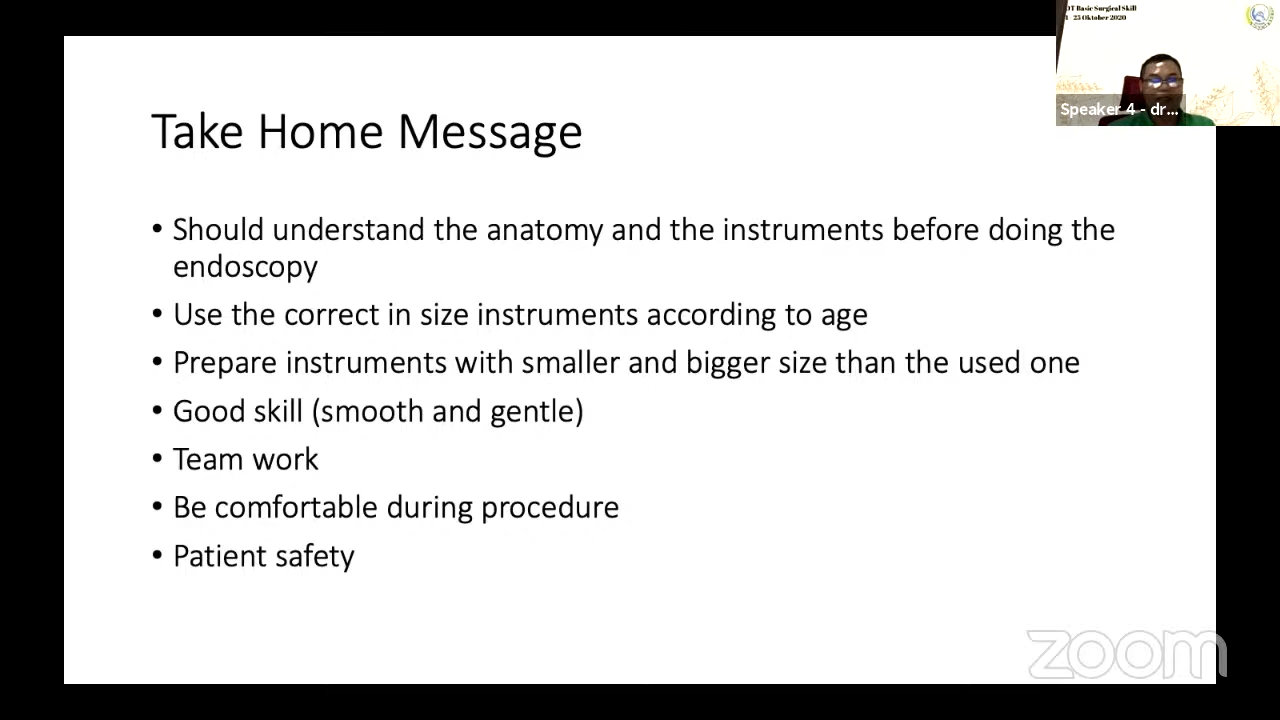 OT Basic Surgical Skill
25 Oktober 2020
Speaker 4 - dr...
Take Home Message
• Should understand the anatomy and the instruments before doing the
endoscopy
• Use the correct in size instruments according to age
• Prepare instruments with smaller and bigger size than the used one
• Good skill (smooth and gentle)
• Team work
• Be comfortable during procedure
• Patient safety
zoom